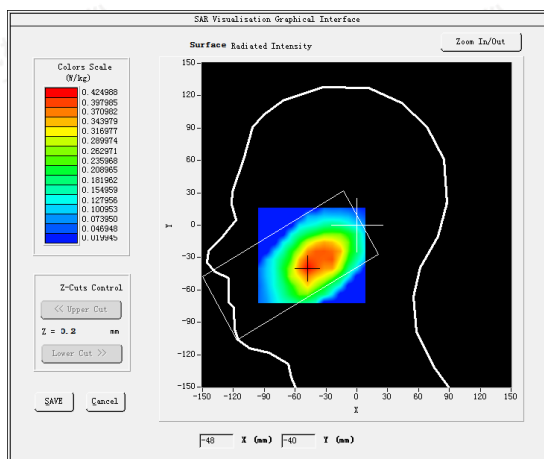 SAR Visualisation Graphical Interface
Surface Radiated Intensity
Zoom In/Out
Colors Scale
(W/kg)
0.424988
0.397985
0.370982
0.343979
0.316977
0.289974
0.262971
0.235968
0.208965
0.181962
0.154959
0.127956
0.100953
0.073950
0.046948
0.019945
Z-Cuts Control
<< Upper Cut
Z = 0.2 mm
Lower Cut >>
SAVE Cancel
150-
120-
90-
60-
30-
0-
-30-
-60-
-90-
-120-
-150-
Y
-150 -120 -90 -60 -30 0 30 60 90 120 150
X
-48 X (mm) -40 Y (mm)